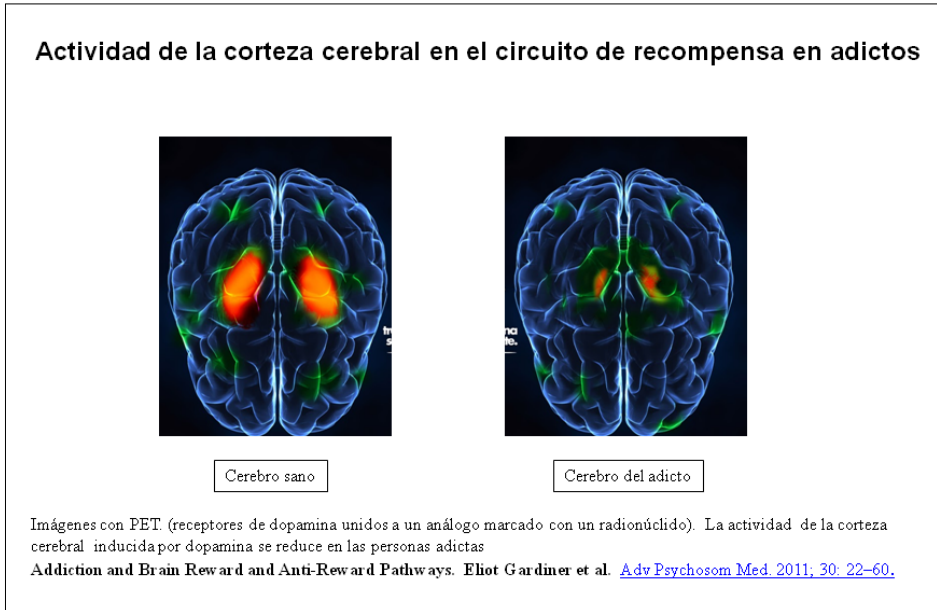 Actividad de la corteza cerebral en el circuito de recompensa en adictos
Cerebro sano
Cerebro del adicto
Imágenes con PET. (receptores de dopamina unidos a un análogo marcado con un radionúclido). La actividad de la corteza
cerebral inducida por dopamina se reduce en las personas adictas
Addiction and Brain Reward and Anti-Reward Pathways. Eliot Gardiner et al. Adv Psychosom Med. 2011; 30: 22–60.